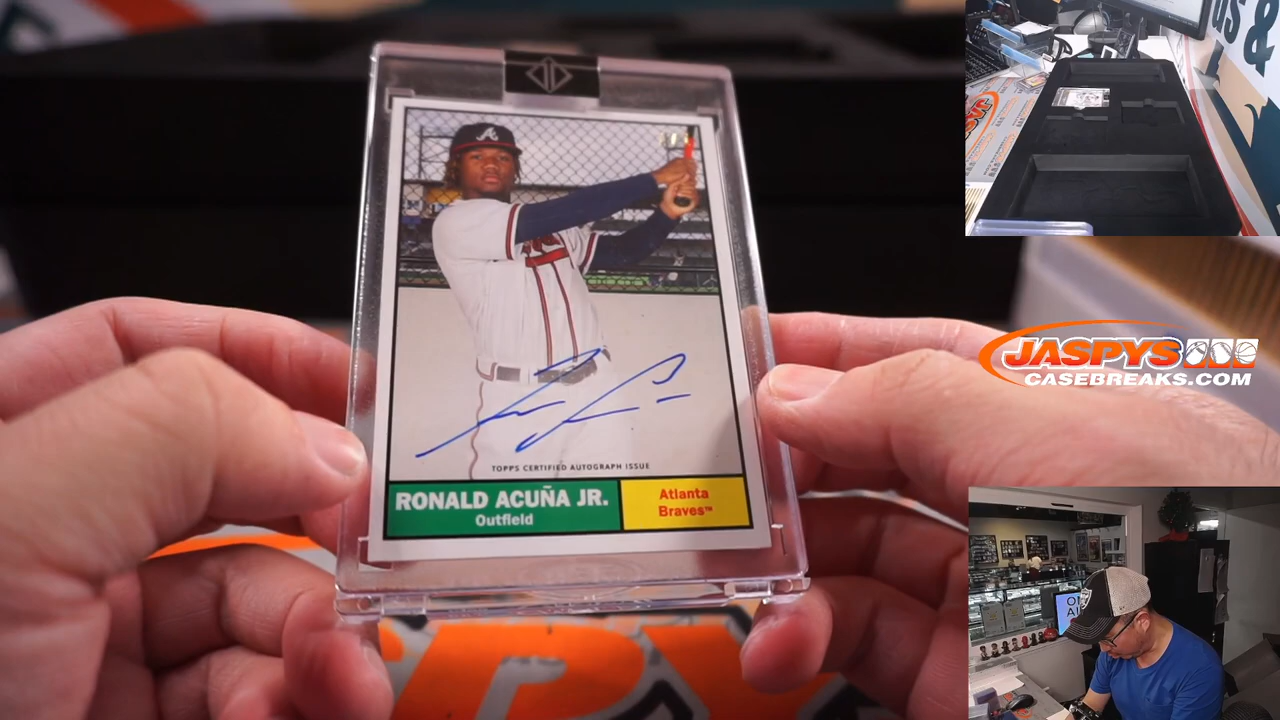 TOPPS CERTIFIED AUTOGRAPH ISSUE
RONALD ACUÑA JR.
Outfield
Atlanta
Braves™
JASPYS
CASEBREAKS.COM
&